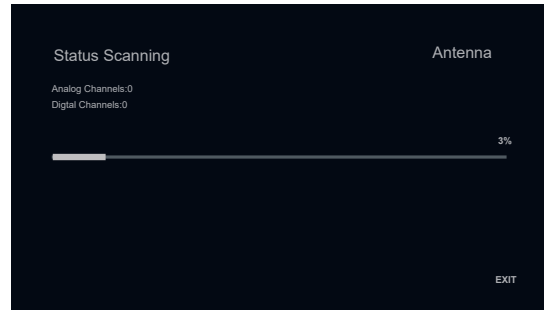 Status Scanning
Antenna
Analog Channels:0
Digtal Channels:0
3%
EXIT